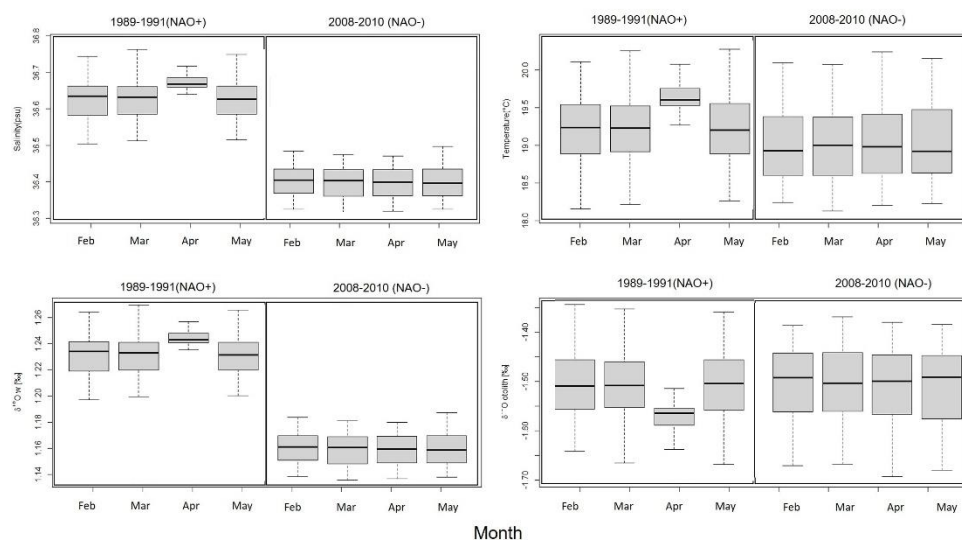 1989-1991(NAO+) 2008-2010 (NAO-)
Salinity(psu)
36.8
36.7
36.6
36.5
36.4
36.3
Feb Mar Apr May Feb Mar Apr May
1989-1991(NAO+) 2008-2010 (NAO-)
Temperature(°C)
20.0
19.5
19.0
18.5
18.0
Feb Mar Apr May Feb Mar Apr May
1989-1991(NAO+) 2008-2010 (NAO-)
δ¹⁸O w [‰]
1.26
1.24
1.22
1.20
1.18
1.16
1.14
Feb Mar Apr May Feb Mar Apr May
1989-1991(NAO+) 2008-2010 (NAO-)
O otolith [‰]
-1.40
-1.50
-1.60
-1.70
Feb Mar Apr May Feb Mar Apr May
Month